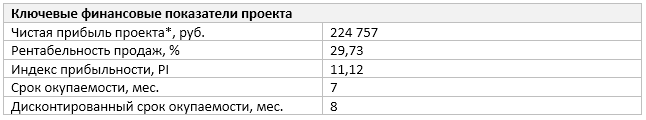 Ключевые финансовые показатели проекта
Чистая прибыль проекта*, руб. 224 757
Рентабельность продаж, % 29,73
Индекс прибыльности, PI 11,12
Срок окупаемости, мес. 7
Дисконтированный срок окупаемости, мес. 8